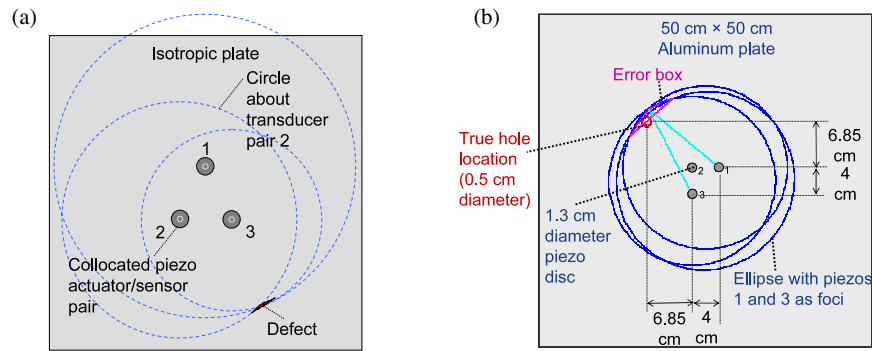 (a)
Isotropic plate
Circle
about
transducer
pair 2
1
2
3
Collocated piezo
actuator/sensor
pair
Defect
(b)
50 cm × 50 cm
Aluminum plate
Error box
True hole
location
(0.5 cm
diameter)
6.85
cm
4
cm
2
1
3
1.3 cm
diameter
piezo
disc
Ellipse with piezos
1 and 3 as foci
6.85
cm
4
cm